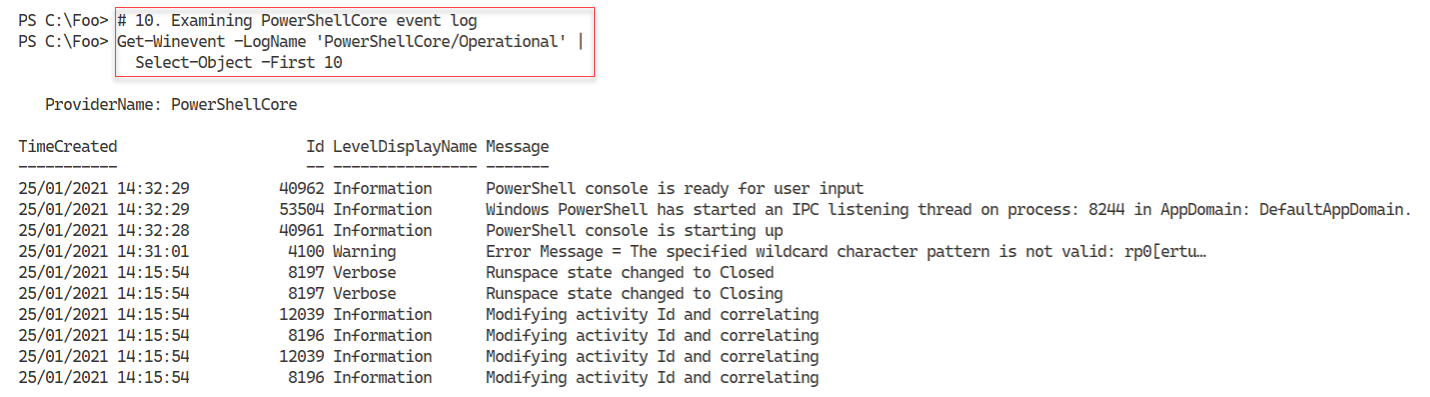 PS C:\Foo> # 10. Examining PowerShellCore event log
PS C:\Foo> Get-Winevent -LogName 'PowerShellCore/Operational' |
Select-Object -First 10
ProviderName: PowerShellCore
TimeCreated Id LevelDisplayName Message
----------- -- ---------------- -------
25/01/2021 14:32:29 40962 Information PowerShell console is ready for user input
25/01/2021 14:32:29 53504 Information Windows PowerShell has started an IPC listening thread on process: 8244 in AppDomain: DefaultAppDomain.
25/01/2021 14:32:28 40961 Information PowerShell console is starting up
25/01/2021 14:31:01 4100 Warning Error Message = The specified wildcard character pattern is not valid: rp0[ertu…
25/01/2021 14:15:54 8197 Verbose Runspace state changed to Closed
25/01/2021 14:15:54 8197 Verbose Runspace state changed to Closing
25/01/2021 14:15:54 12039 Information Modifying activity Id and correlating
25/01/2021 14:15:54 8196 Information Modifying activity Id and correlating
25/01/2021 14:15:54 12039 Information Modifying activity Id and correlating
25/01/2021 14:15:54 8196 Information Modifying activity Id and correlating